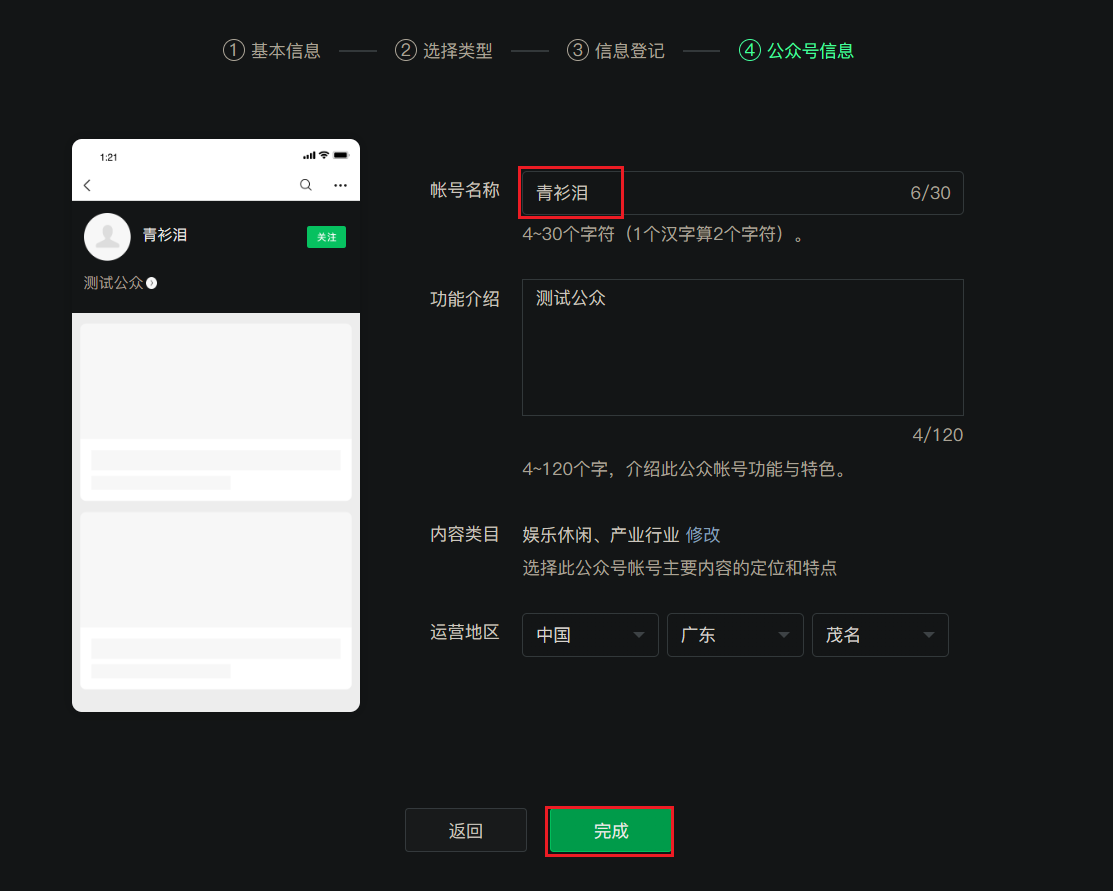 ① 基本信息 ② 选择类型 ③ 信息登记 ④ 公众号信息
1:21
青衫泪
关注
测试公众
帐号名称 青衫泪 6/30
4~30个字符（1个汉字算2个字符）。
功能介绍 测试公众
4/120
4~120个字，介绍此公众帐号功能与特色。
内容类目 娱乐休闲、产业行业 修改
选择此公众号帐号主要内容的定位和特点
运营地区 中国 广东 茂名
返回 完成